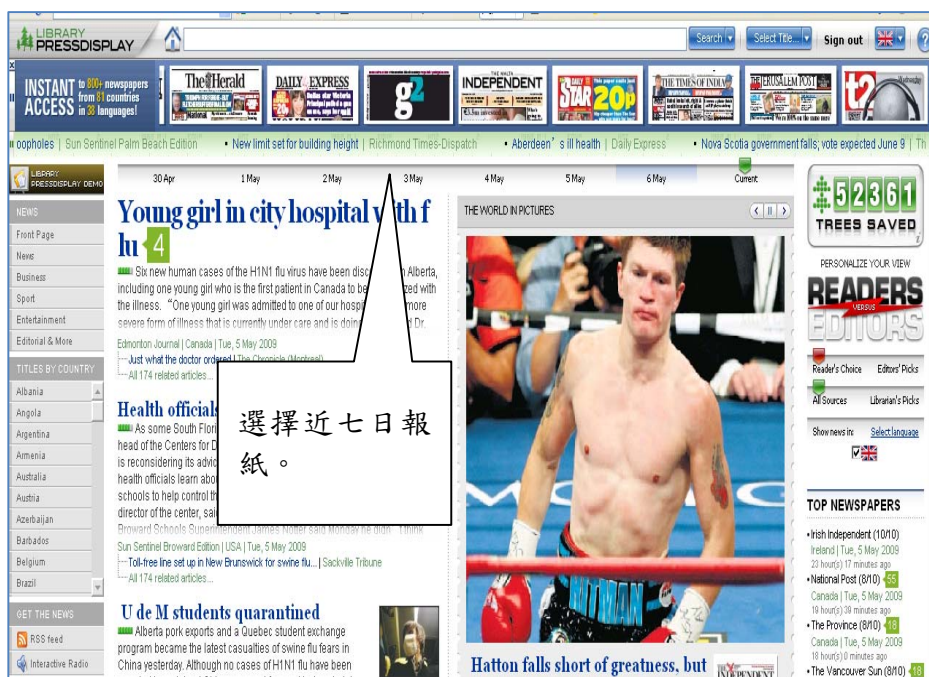 LIBRARY
PRESSDISPLAY
Search
Select Title...
Sign out
INSTANT to 800+ newspapers
ACCESS from 81 countries
in 38 languages!
The Herald
DAILY EXPRESS
g2
INDEPENDENT
DAILY STAR 20p
THE TIMES OF INDIA
THE JERUSALEM POST
t2
oopholes | Sun Sentinel Palm Beach Edition
• New limit set for building height | Richmond Times-Dispatch
• Aberdeen's ill health | Daily Express
• Nova Scotia government falls; vote expected June 9 | Th
LIBRARY
PRESSDISPLAY DEMO
30 Apr
1 May
2 May
3 May
4 May
5 May
6 May
Current
NEWS
Front Page
News
Business
Sport
Entertainment
Editorial & More
TITLES BY COUNTRY
Albania
Angola
Argentina
Armenia
Australia
Austria
Azerbaijan
Barbados
Belgium
Brazil
GET THE NEWS
RSS feed
Interactive Radio
Young girl in city hospital with f
lu 4
Six new human cases of the H1N1 flu virus have been disc Alberta,
including one young girl who is the first patient in Canada to be zed with
the illness. “One young girl was admitted to one of our hospi more
severe form of illness that is currently under care and is doin d Dr.
Edmonton Journal | Canada | Tue, 5 May 2009
Just what the doctor ordered | The Chronicle (Montreal)
All 174 related articles...
Health officials
As some South Flori
head of the Centers for D
is reconsidering its advic
health officials learn abou
schools to help control th
director of the center, sai
Broward Schools Superintendent James Notter said Monday he didn think
Sun Sentinel Broward Edition | USA | Tue, 5 May 2009
Toll-free line set up in New Brunswick for swine flu... | Sackville Tribune
All 174 related articles...
U de M students quarantined
Alberta pork exports and a Quebec student exchange
program became the latest casualties of swine flu fears in
China yesterday. Although no cases of H1N1 flu have been
選擇近七日報
紙。
THE WORLD IN PICTURES
HITMAN
Hatton falls short of greatness, but
INDEPENDENT
52361
TREES SAVED
PERSONALIZE YOUR VIEW
READERS
VERSUS
EDITORS
Reader's Choice
Editors' Picks
All Sources
Librarian's Picks
Show news in:
Select language
TOP NEWSPAPERS
• Irish Independent (10/10)
Ireland | Tue, 5 May 2009
23 hour(s) 17 minutes ago
• National Post (8/10) 55
Canada | Tue, 5 May 2009
19 hour(s) 39 minutes ago
• The Province (8/10) 18
Canada | Tue, 5 May 2009
18 hour(s) 0 minutes ago
• The Vancouver Sun (8/10) 18